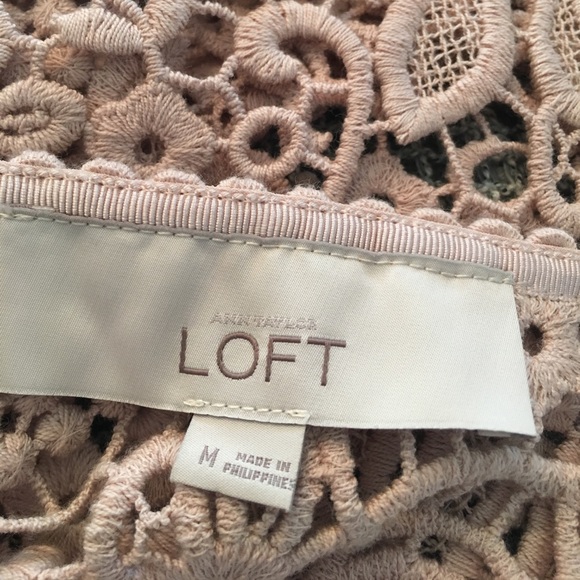 ANN TAYLOR
LOFT
M
MADE IN
PHILIPPINES